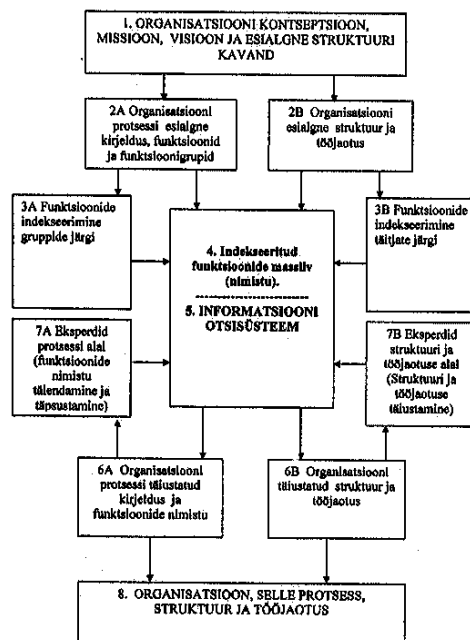 1. ORGANISATSIOONI KONTSEPTSIOON,
MISSIOON, VISIOON JA ESIALGNE STRUKTUURI
KAVAND
2A Organisatsiooni
protsessi esialgne
kirjeldus, funktsioonid
ja funktsioonigrupid
2B Organisatsiooni
esialgne struktuur ja
tööjaotus
3A Funktsioonide
indekseerimine
gruppide järgi
3B Funktsioonide
indekseerimine
täitjate järgi
4. Indekseeritud
funktsioonide massiiv
(nimistu).
5. INFORMATSIOONI
OTSISÜSTEEM
7A Eksperdid
protsessi alal
(funktsioonide
nimistu
täiendamine ja
täpsustamine)
7B Eksperdid
struktuuri ja
tööjaotuse alal
(Struktuuri ja
tööjaotuse
täiustamine)
6A Organisatsiooni
protsessi täiustatud
kirjeldus ja
funktsioonide nimistu
6B Organisatsiooni
täiustatud struktuur ja
tööjaotus
8. ORGANISATSIOON, SELLE PROTSESS,
STRUKTUUR JA TÖÖJAOTUS